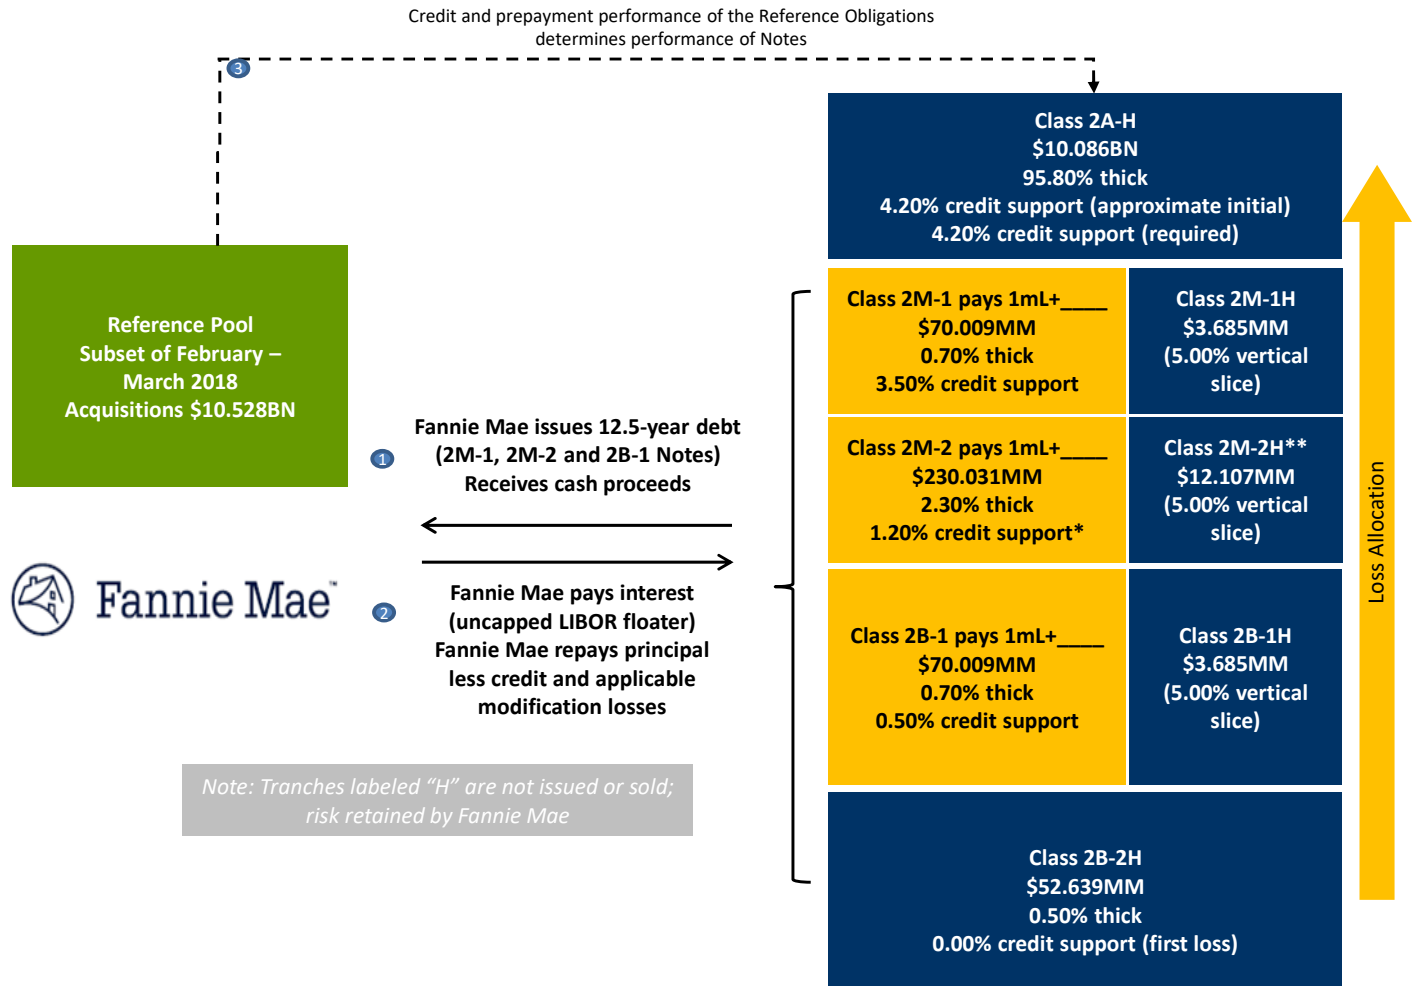 Credit and prepayment performance of the Reference Obligations
determines performance of Notes
3
Class 2A-H
$10.086BN
95.80% thick
4.20% credit support (approximate initial)
4.20% credit support (required)
Reference Pool
Subset of February –
March 2018
Acquisitions $10.528BN
Class 2M-1 pays 1mL+____
$70.009MM
0.70% thick
3.50% credit support
Class 2M-1H
$3.685MM
(5.00% vertical
slice)
1
Fannie Mae issues 12.5-year debt
(2M-1, 2M-2 and 2B-1 Notes)
Receives cash proceeds
Class 2M-2 pays 1mL+____
$230.031MM
2.30% thick
1.20% credit support*
Class 2M-2H**
$12.107MM
(5.00% vertical
slice)
Loss Allocation
Fannie Mae™
2
Fannie Mae pays interest
(uncapped LIBOR floater)
Fannie Mae repays principal
less credit and applicable
modification losses
Class 2B-1 pays 1mL+____
$70.009MM
0.70% thick
0.50% credit support
Class 2B-1H
$3.685MM
(5.00% vertical
slice)
Note: Tranches labeled “H” are not issued or sold;
risk retained by Fannie Mae
Class 2B-2H
$52.639MM
0.50% thick
0.00% credit support (first loss)